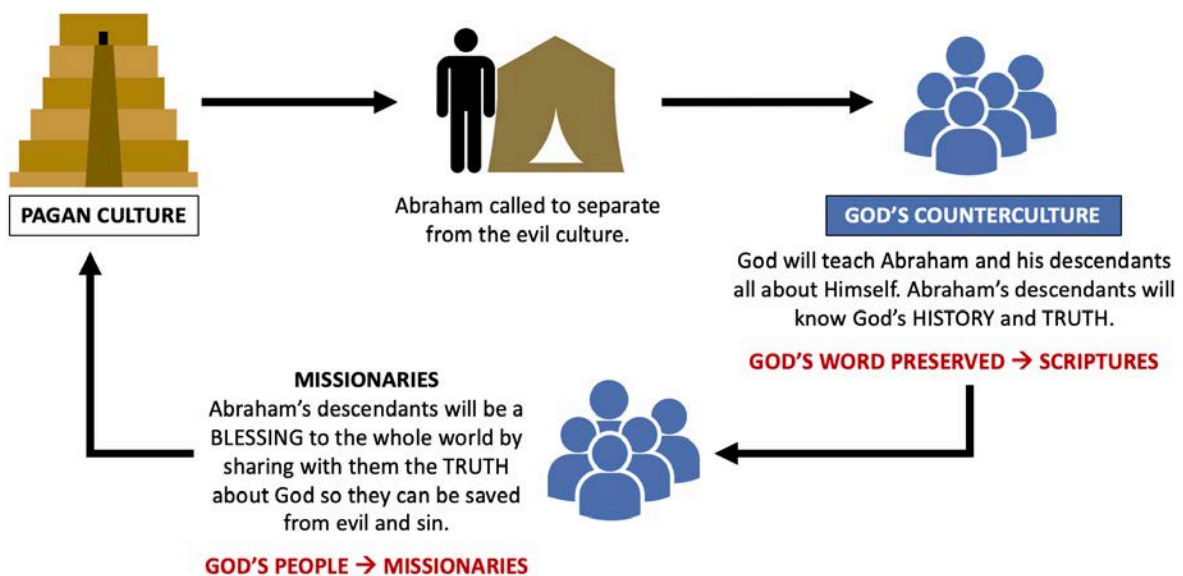 PAGAN CULTURE
Abraham called to separate
from the evil culture.
GOD’S COUNTERCULTURE
God will teach Abraham and his descendants
all about Himself. Abraham’s descendants will
know God’s HISTORY and TRUTH.
GOD’S WORD PRESERVED → SCRIPTURES
MISSIONARIES
Abraham’s descendants will be a
BLESSING to the whole world by
sharing with them the TRUTH
about God so they can be saved
from evil and sin.
GOD’S PEOPLE → MISSIONARIES